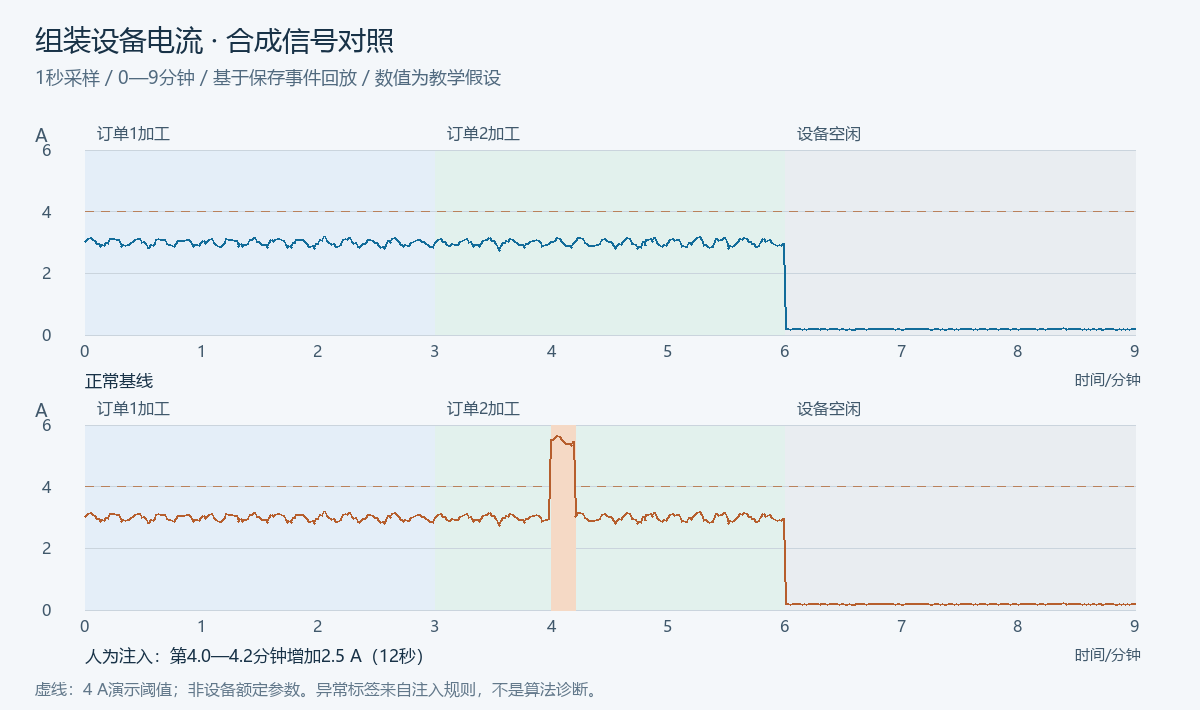 组装设备电流 · 合成信号对照
1秒采样 / 0—9分钟 / 基于保存事件回放 / 数值为教学假设
A
订单1加工 订单2加工 设备空闲
6
4
2
0
0 1 2 3 4 5 6 7 8 9
正常基线 时间/分钟
A
订单1加工 订单2加工 设备空闲
6
4
2
0
0 1 2 3 4 5 6 7 8 9
人为注入：第4.0—4.2分钟增加2.5 A（12秒） 时间/分钟
虚线：4 A演示阈值；非设备额定参数。异常标签来自注入规则，不是算法诊断。